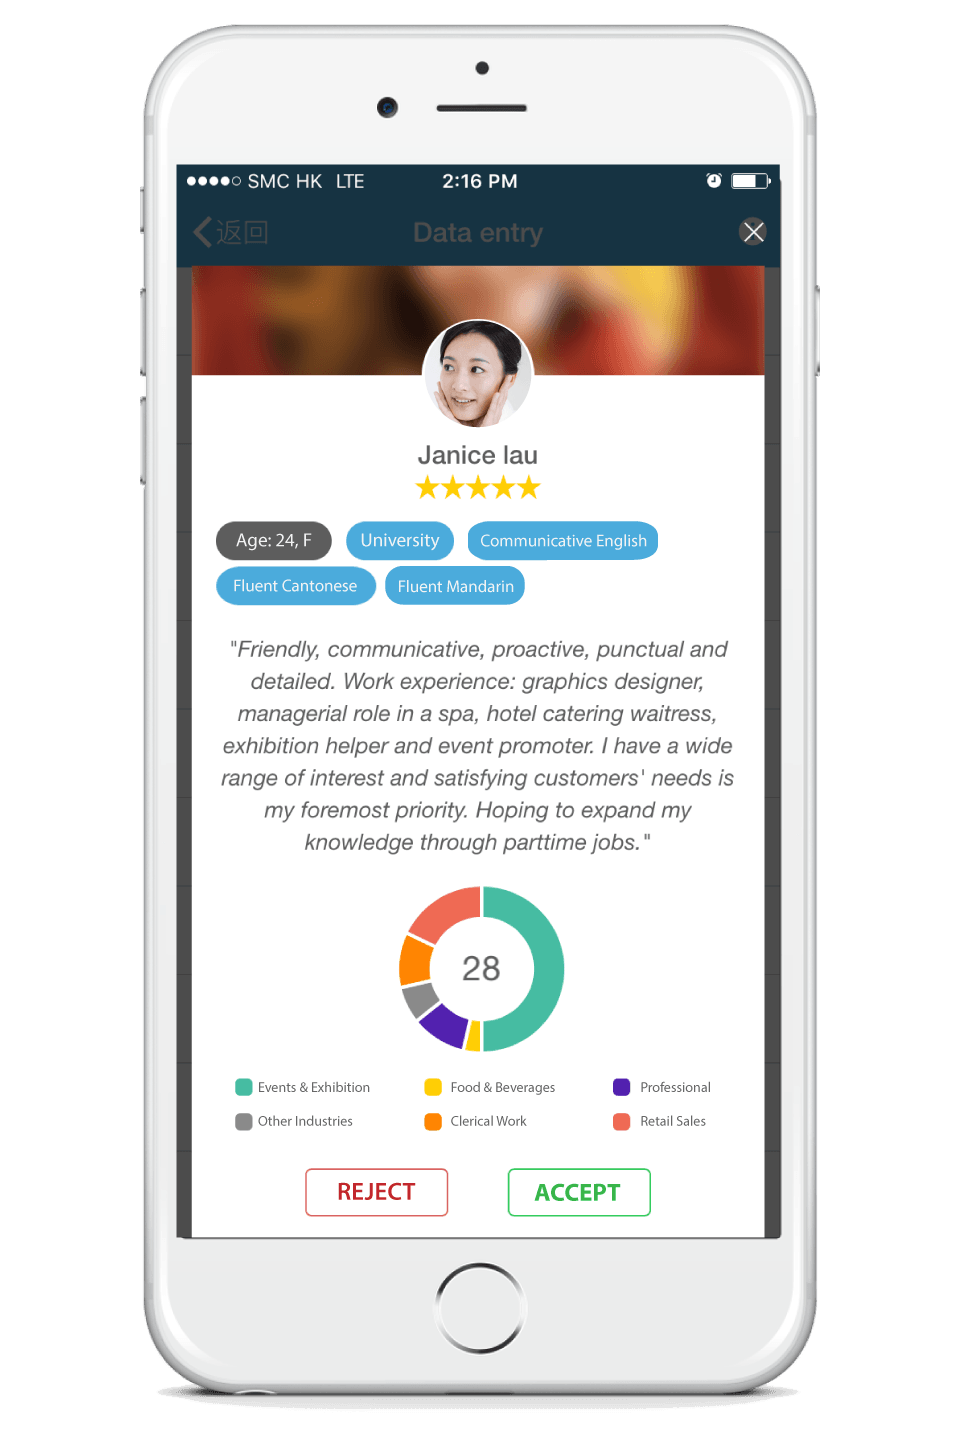 SMC HK LTE 2:16 PM
返回 Data entry
Janice lau
Age: 24, F University Communicative English
Fluent Cantonese Fluent Mandarin
"Friendly, communicative, proactive, punctual and
detailed. Work experience: graphics designer,
managerial role in a spa, hotel catering waitress,
exhibition helper and event promoter. I have a wide
range of interest and satisfying customers' needs is
my foremost priority. Hoping to expand my
knowledge through parttime jobs."
28
Events & Exhibition Food & Beverages Professional
Other Industries Clerical Work Retail Sales
REJECT ACCEPT